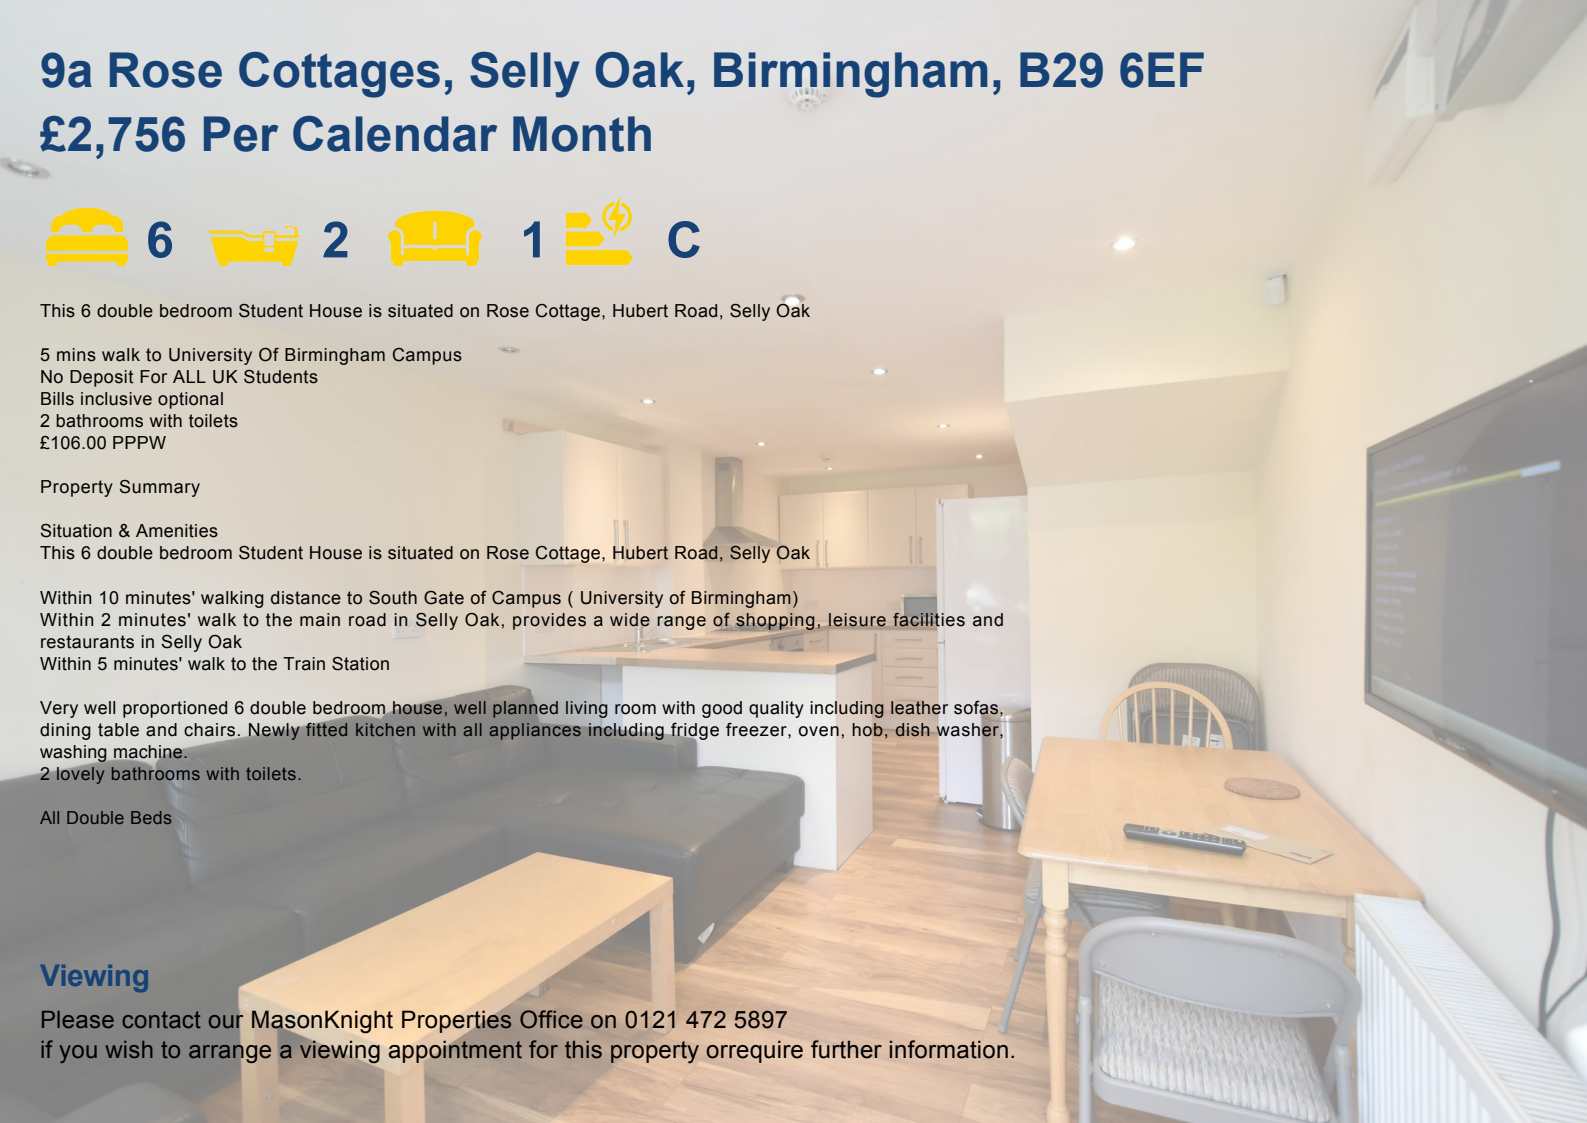 9a Rose Cottages, Selly Oak, Birmingham, B29 6EF
£2,756 Per Calendar Month
6 2 1 C
This 6 double bedroom Student House is situated on Rose Cottage, Hubert Road, Selly Oak
5 mins walk to University Of Birmingham Campus
No Deposit For ALL UK Students
Bills inclusive optional
2 bathrooms with toilets
£106.00 PPPW
Property Summary
Situation & Amenities
This 6 double bedroom Student House is situated on Rose Cottage, Hubert Road, Selly Oak
Within 10 minutes' walking distance to South Gate of Campus ( University of Birmingham)
Within 2 minutes' walk to the main road in Selly Oak, provides a wide range of shopping, leisure facilities and
restaurants in Selly Oak
Within 5 minutes' walk to the Train Station
Very well proportioned 6 double bedroom house, well planned living room with good quality including leather sofas,
dining table and chairs. Newly fitted kitchen with all appliances including fridge freezer, oven, hob, dish washer,
washing machine.
2 lovely bathrooms with toilets.
All Double Beds
Viewing
Please contact our MasonKnight Properties Office on 0121 472 5897
if you wish to arrange a viewing appointment for this property orrequire further information.